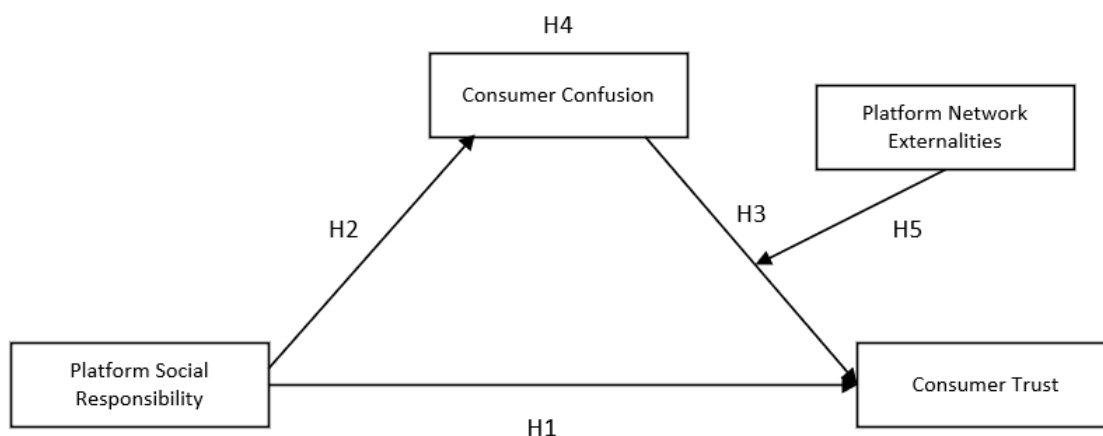 H4
Consumer Confusion
Platform Network
Externalities
H2
H3
H5
Platform Social
Responsibility
Consumer Trust
H1